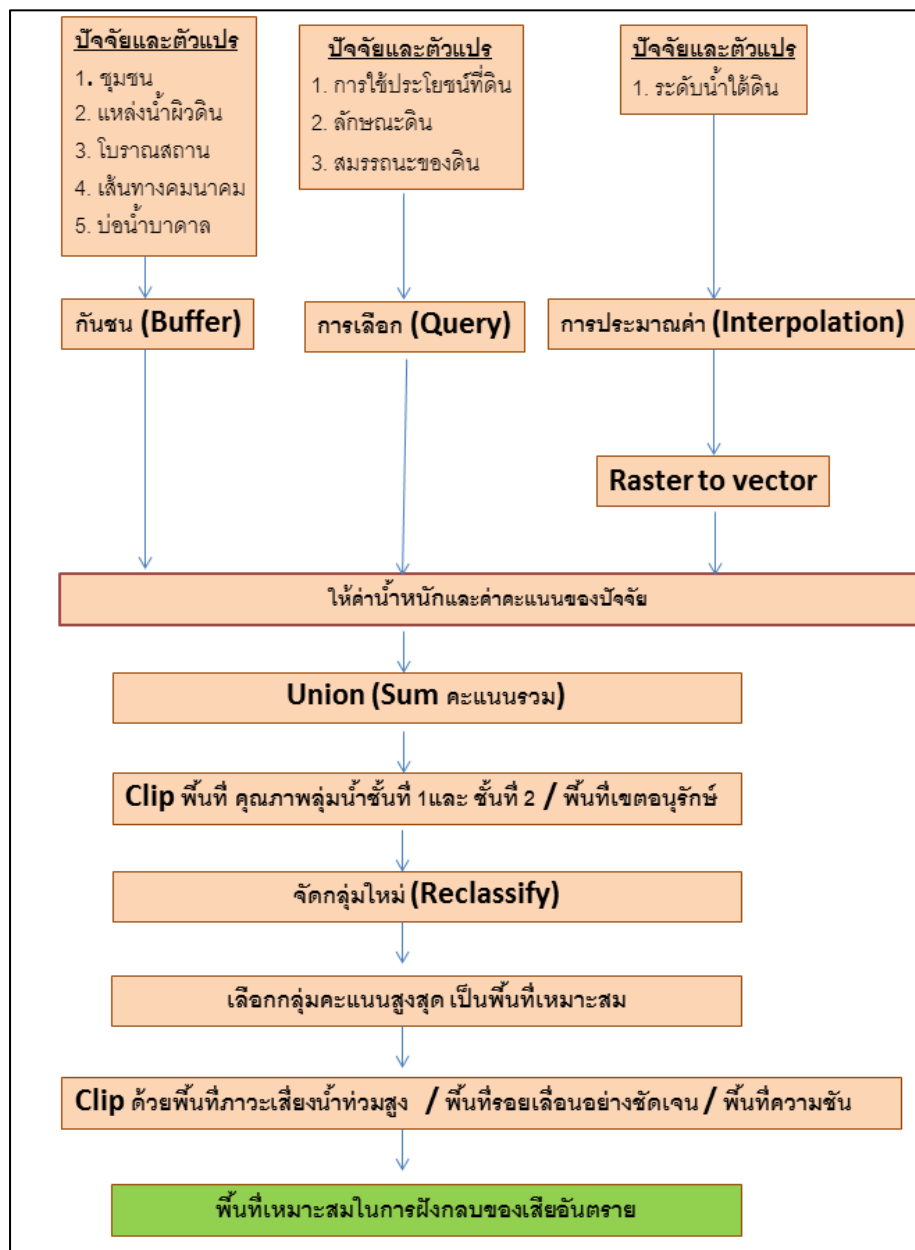 ปัจจัยและตัวแปร
1. ชุมชน
2. แหล่งน้ำผิวดิน
3. โบราณสถาน
4. เส้นทางคมนาคม
5. บ่อน้ำบาดาล
ปัจจัยและตัวแปร
1. การใช้ประโยชน์ที่ดิน
2. ลักษณะดิน
3. สมรรถนะของดิน
ปัจจัยและตัวแปร
1. ระดับน้ำใต้ดิน
กันชน (Buffer)
การเลือก (Query)
การประมาณค่า (Interpolation)
Raster to vector
ให้ค่าน้ำหนักและค่าคะแนนของปัจจัย
Union (Sum คะแนนรวม)
Clip พื้นที่ คุณภาพลุ่มน้ำชั้นที่ 1และ ชั้นที่ 2 / พื้นที่เขตอนุรักษ์
จัดกลุ่มใหม่ (Reclassify)
เลือกกลุ่มคะแนนสูงสุด เป็นพื้นที่เหมาะสม
Clip ด้วยพื้นที่ภาวะเสี่ยงน้ำท่วมสูง / พื้นที่รอยเลื่อนอย่างชัดเจน / พื้นที่ความชัน
พื้นที่เหมาะสมในการฝังกลบของเสียอันตราย